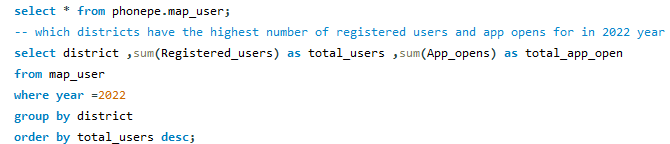 select * from phonepe.map_user;
-- which districts have the highest number of registered users and app opens for in 2022 year
select district ,sum(Registered_users) as total_users ,sum(App_opens) as total_app_open
from map_user
where year =2022
group by district
order by total_users desc;